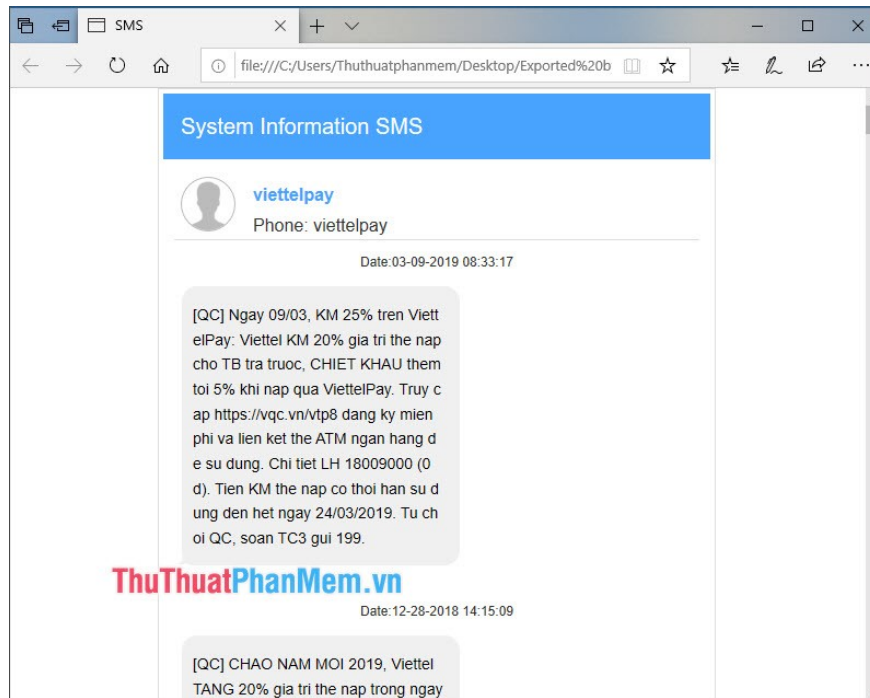 SMS
file:///C:/Users/Thuthuatphanmem/Desktop/Exported%20b
System Information SMS
viettelpay
Phone: viettelpay
Date:03-09-2019 08:33:17
[QC] Ngay 09/03, KM 25% tren Viett
elPay: Viettel KM 20% gia tri the nap
cho TB tra truoc, CHIET KHAU them
toi 5% khi nap qua ViettelPay. Truy c
ap https://vqc.vn/vtp8 dang ky mien
phi va lien ket the ATM ngan hang d
e su dung. Chi tiet LH 18009000 (0
d). Tien KM the nap co thoi han su d
ung den het ngay 24/03/2019. Tu ch
oi QC, soan TC3 gui 199.
ThuThuatPhanMem.vn
Date:12-28-2018 14:15:09
[QC] CHAO NAM MOI 2019, Viettel
TANG 20% gia tri the nap trong ngay